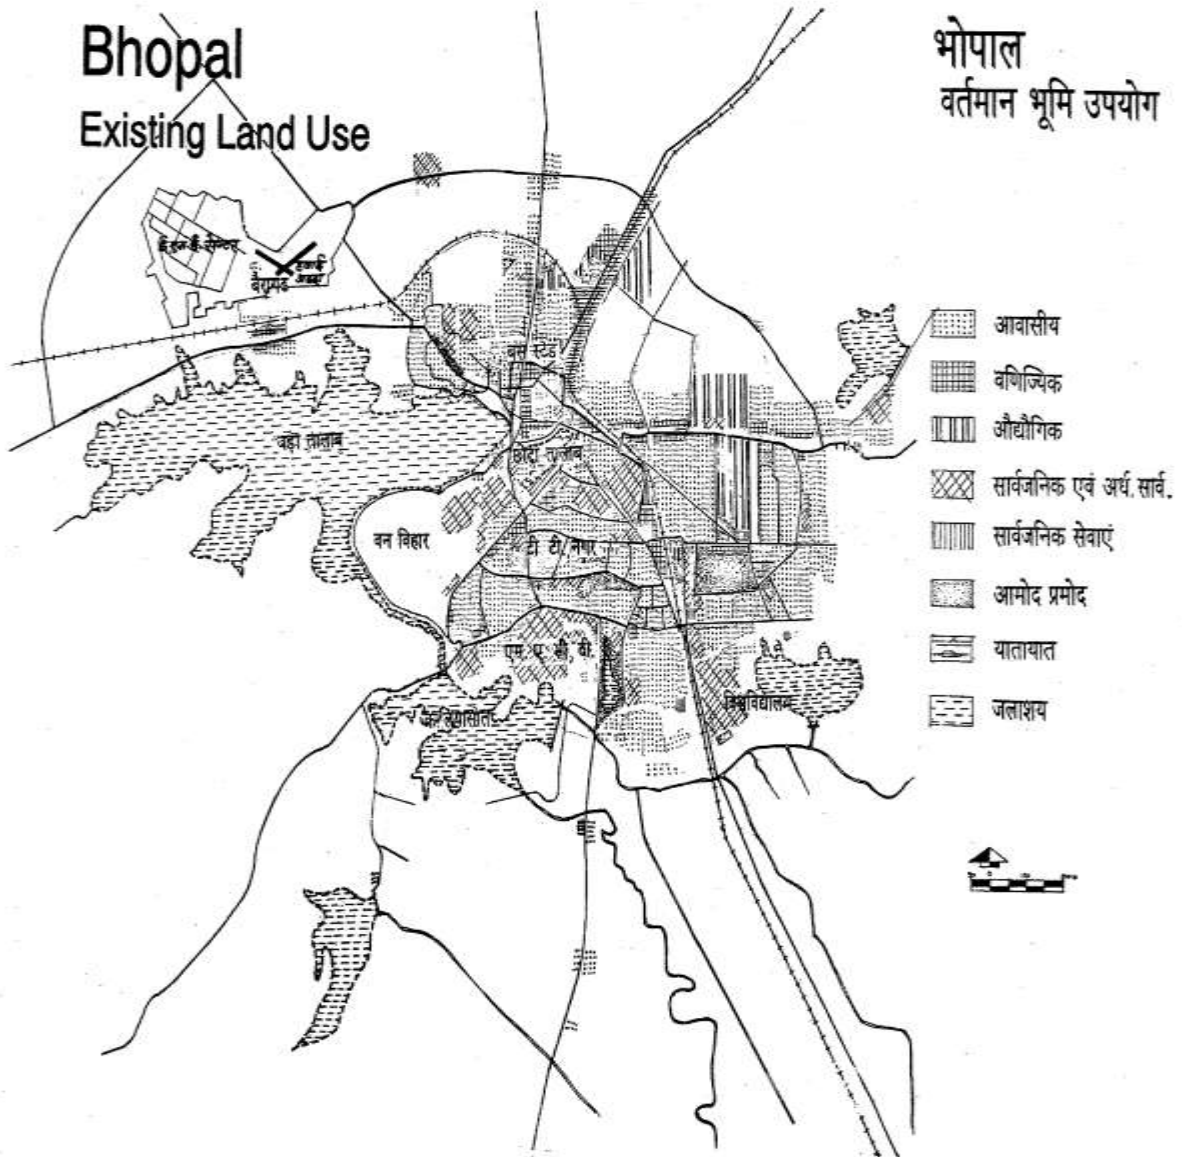 Bhopal
Existing Land Use
भोपाल
वर्तमान भूमि उपयोग
बैरागढ़
बस स्टैंड
बड़ा तालाब
छोटा तालाब
वन विहार
टी टी. नगर
विश्वविद्यालय
आवासीय
वणिज्यिक
औद्यौगिक
सार्वजनिक एवं अर्ध. सार्व.
सार्वजनिक सेवाएं
आमोद प्रमोद
यातायात
जलाशय